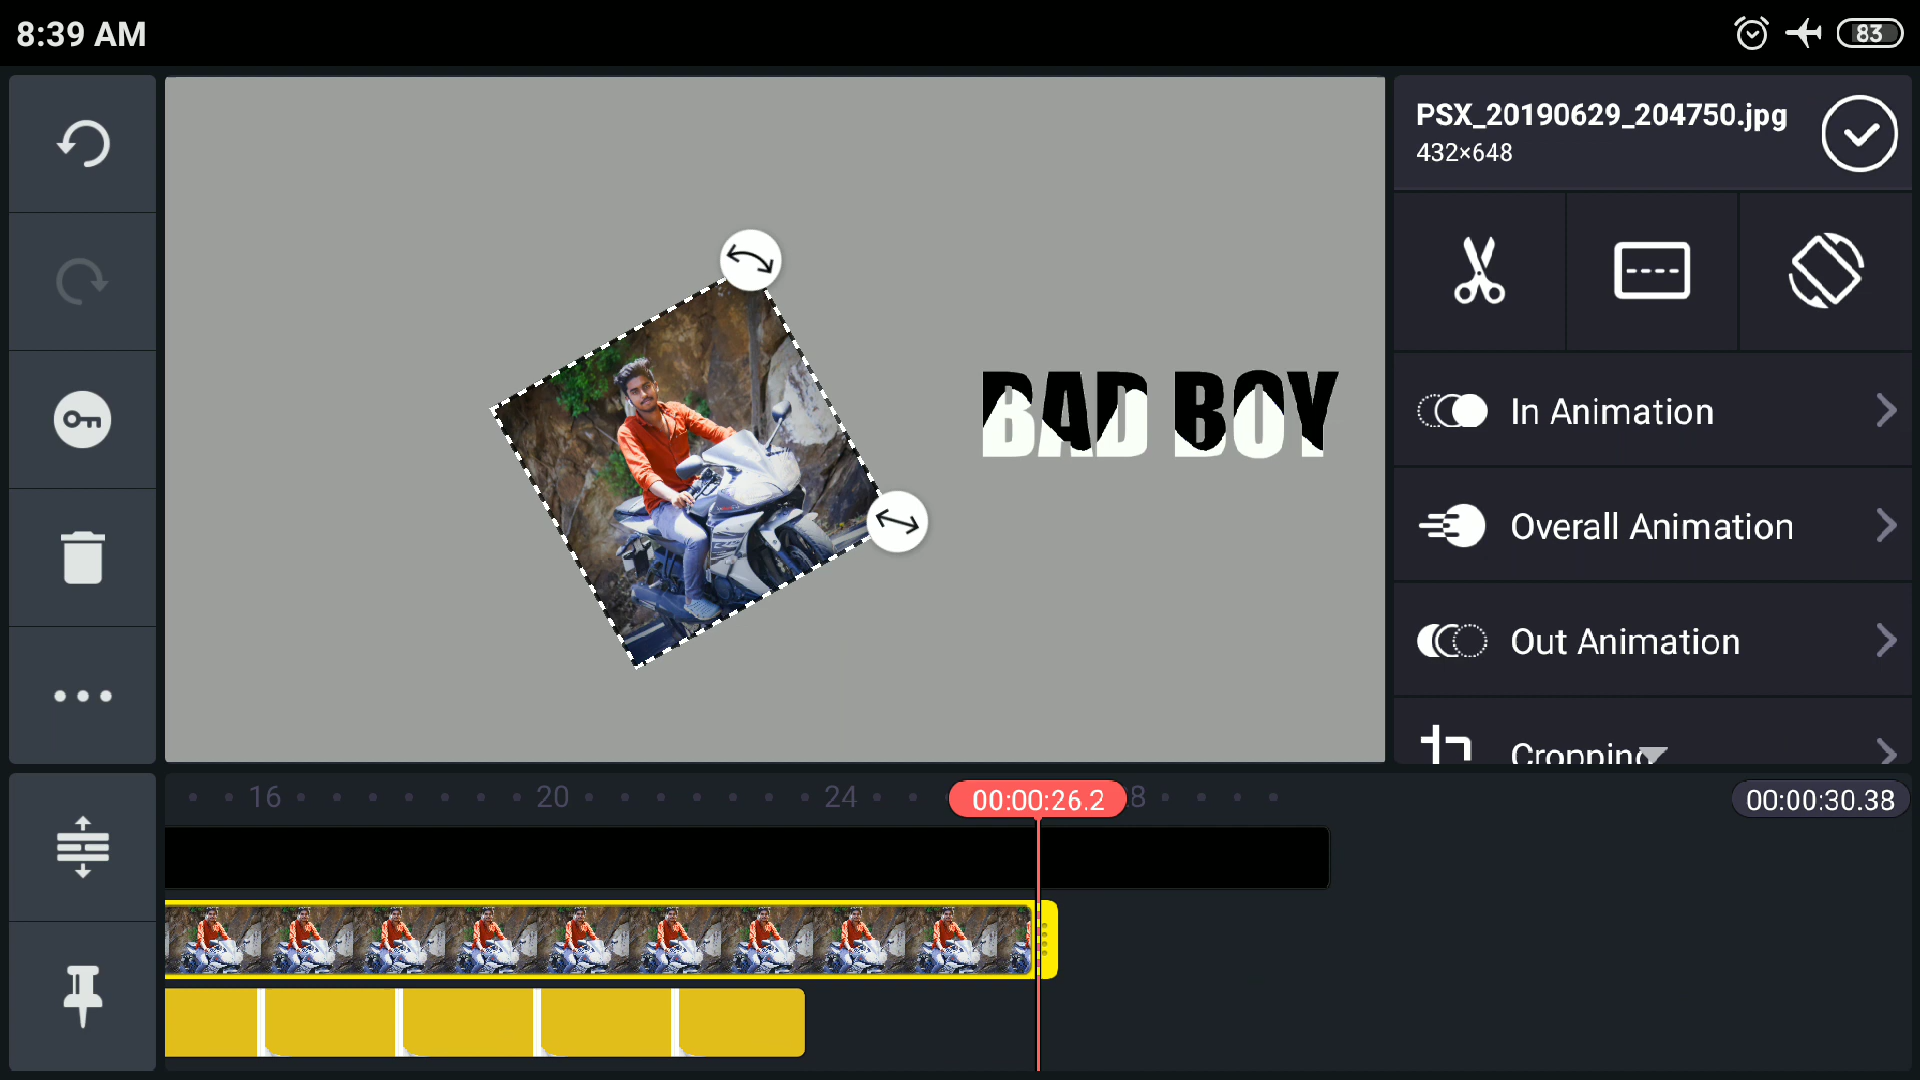 8:39 AM
83
PSX_20190629_204750.jpg
432×648
BAD BOY
In Animation
Overall Animation
Out Animation
Cropping
16
20
24
00:00:26.2
8
00:00:30.38